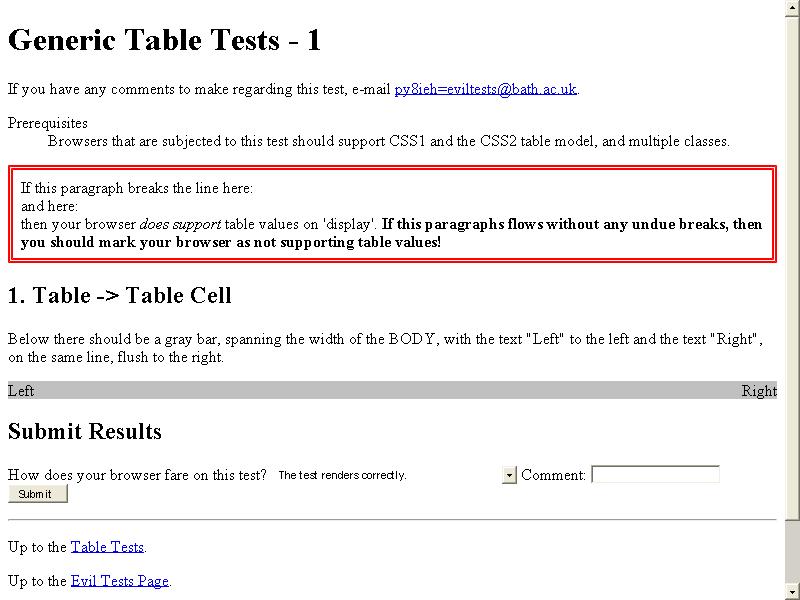 Generic Table Tests - 1
If you have any comments to make regarding this test, e-mail py8ieh=eviltests@bath.ac.uk.
Prerequisites
Browsers that are subjected to this test should support CSS1 and the CSS2 table model, and multiple classes.
If this paragraph breaks the line here:
and here:
then your browser does support table values on 'display'. If this paragraphs flows without any undue breaks, then
you should mark your browser as not supporting table values!
1. Table -> Table Cell
Below there should be a gray bar, spanning the width of the BODY, with the text "Left" to the left and the text "Right",
on the same line, flush to the right.
Left Right
Submit Results
How does your browser fare on this test? The test renders correctly. Comment:
Submit
Up to the Table Tests.
Up to the Evil Tests Page.